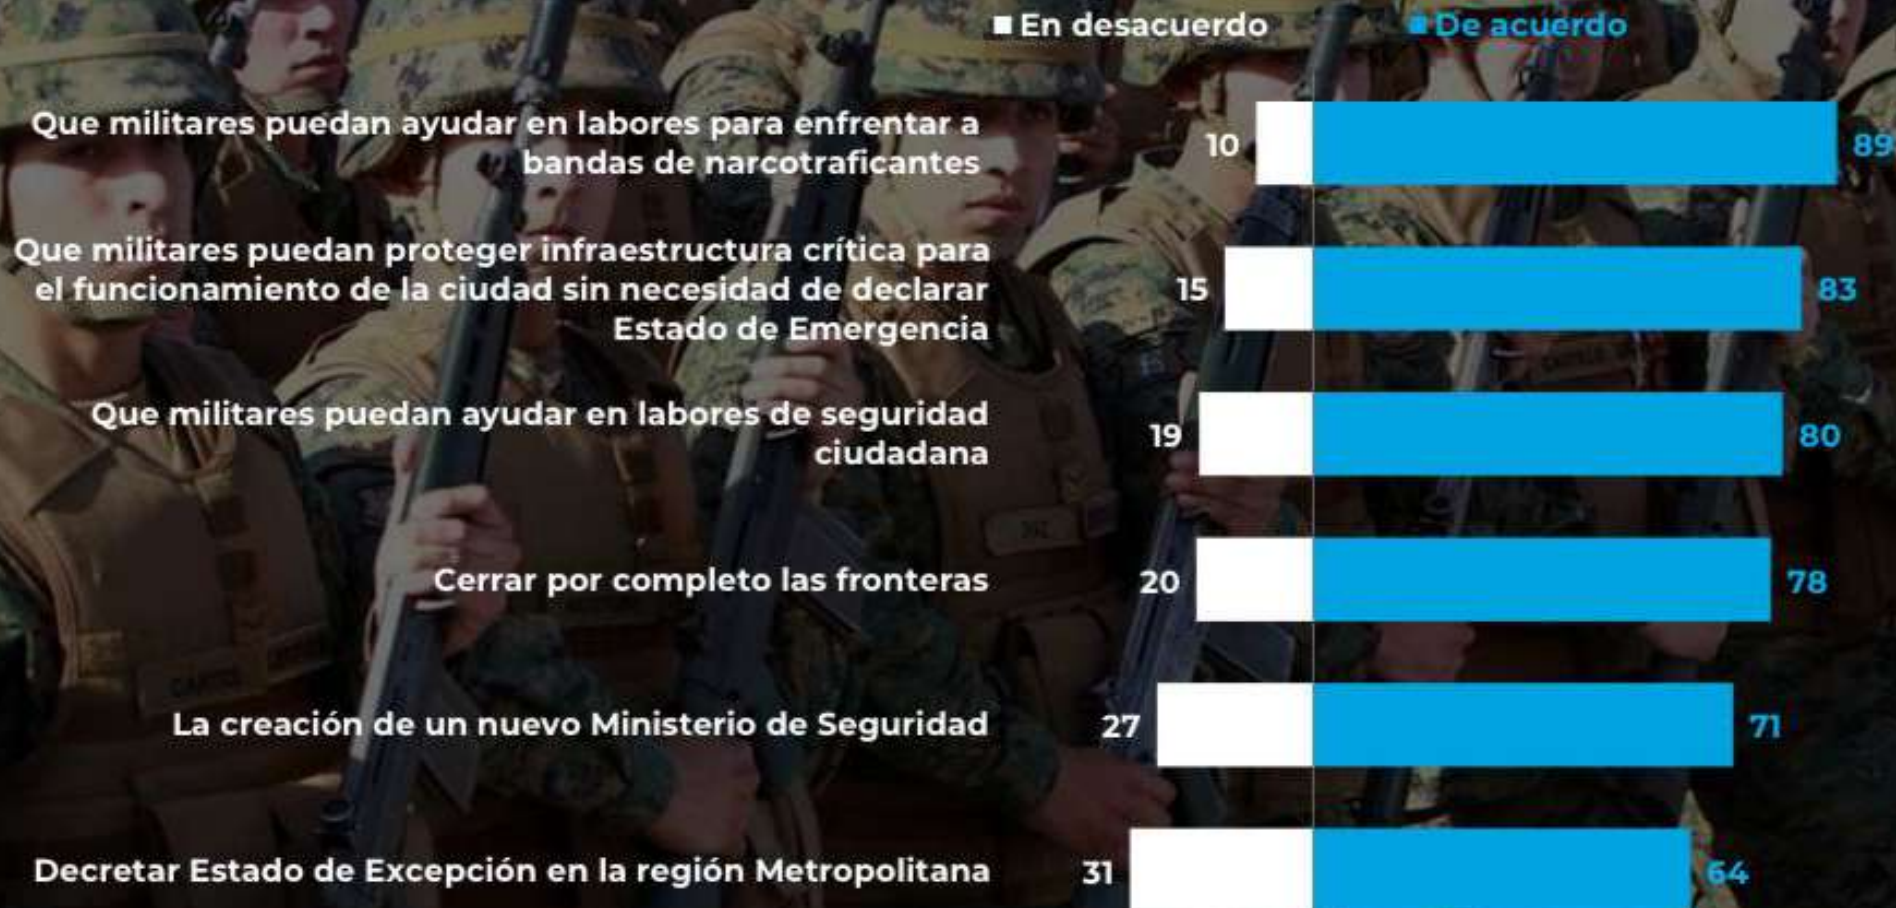 En desacuerdo De acuerdo
Que militares puedan ayudar en labores para enfrentar a
bandas de narcotraficantes
10 89
Que militares puedan proteger infraestructura crítica para
el funcionamiento de la ciudad sin necesidad de declarar
Estado de Emergencia
15 83
Que militares puedan ayudar en labores de seguridad
ciudadana
19 80
Cerrar por completo las fronteras
20 78
La creación de un nuevo Ministerio de Seguridad
27 71
Decretar Estado de Excepción en la región Metropolitana
31 64